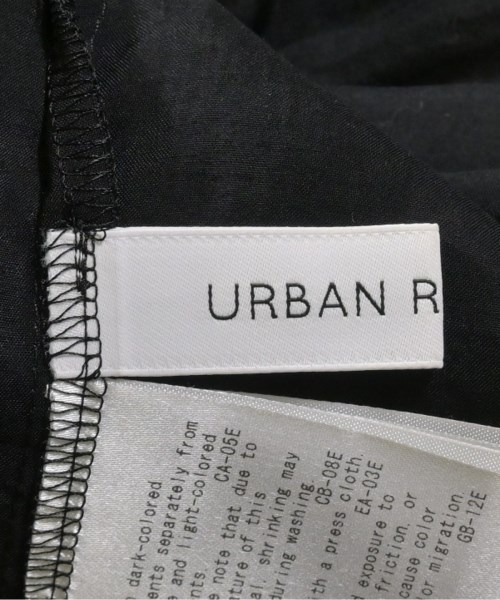 URBAN R
dark-colored
ents separately from
e and light-colored
ents CA-05E
e note that due to
ture of this
al, shrinking may
during washing.
CB-08E
th a press cloth.
EA-03E
d exposure to
friction, or
cause color
or migration.
GB-12E